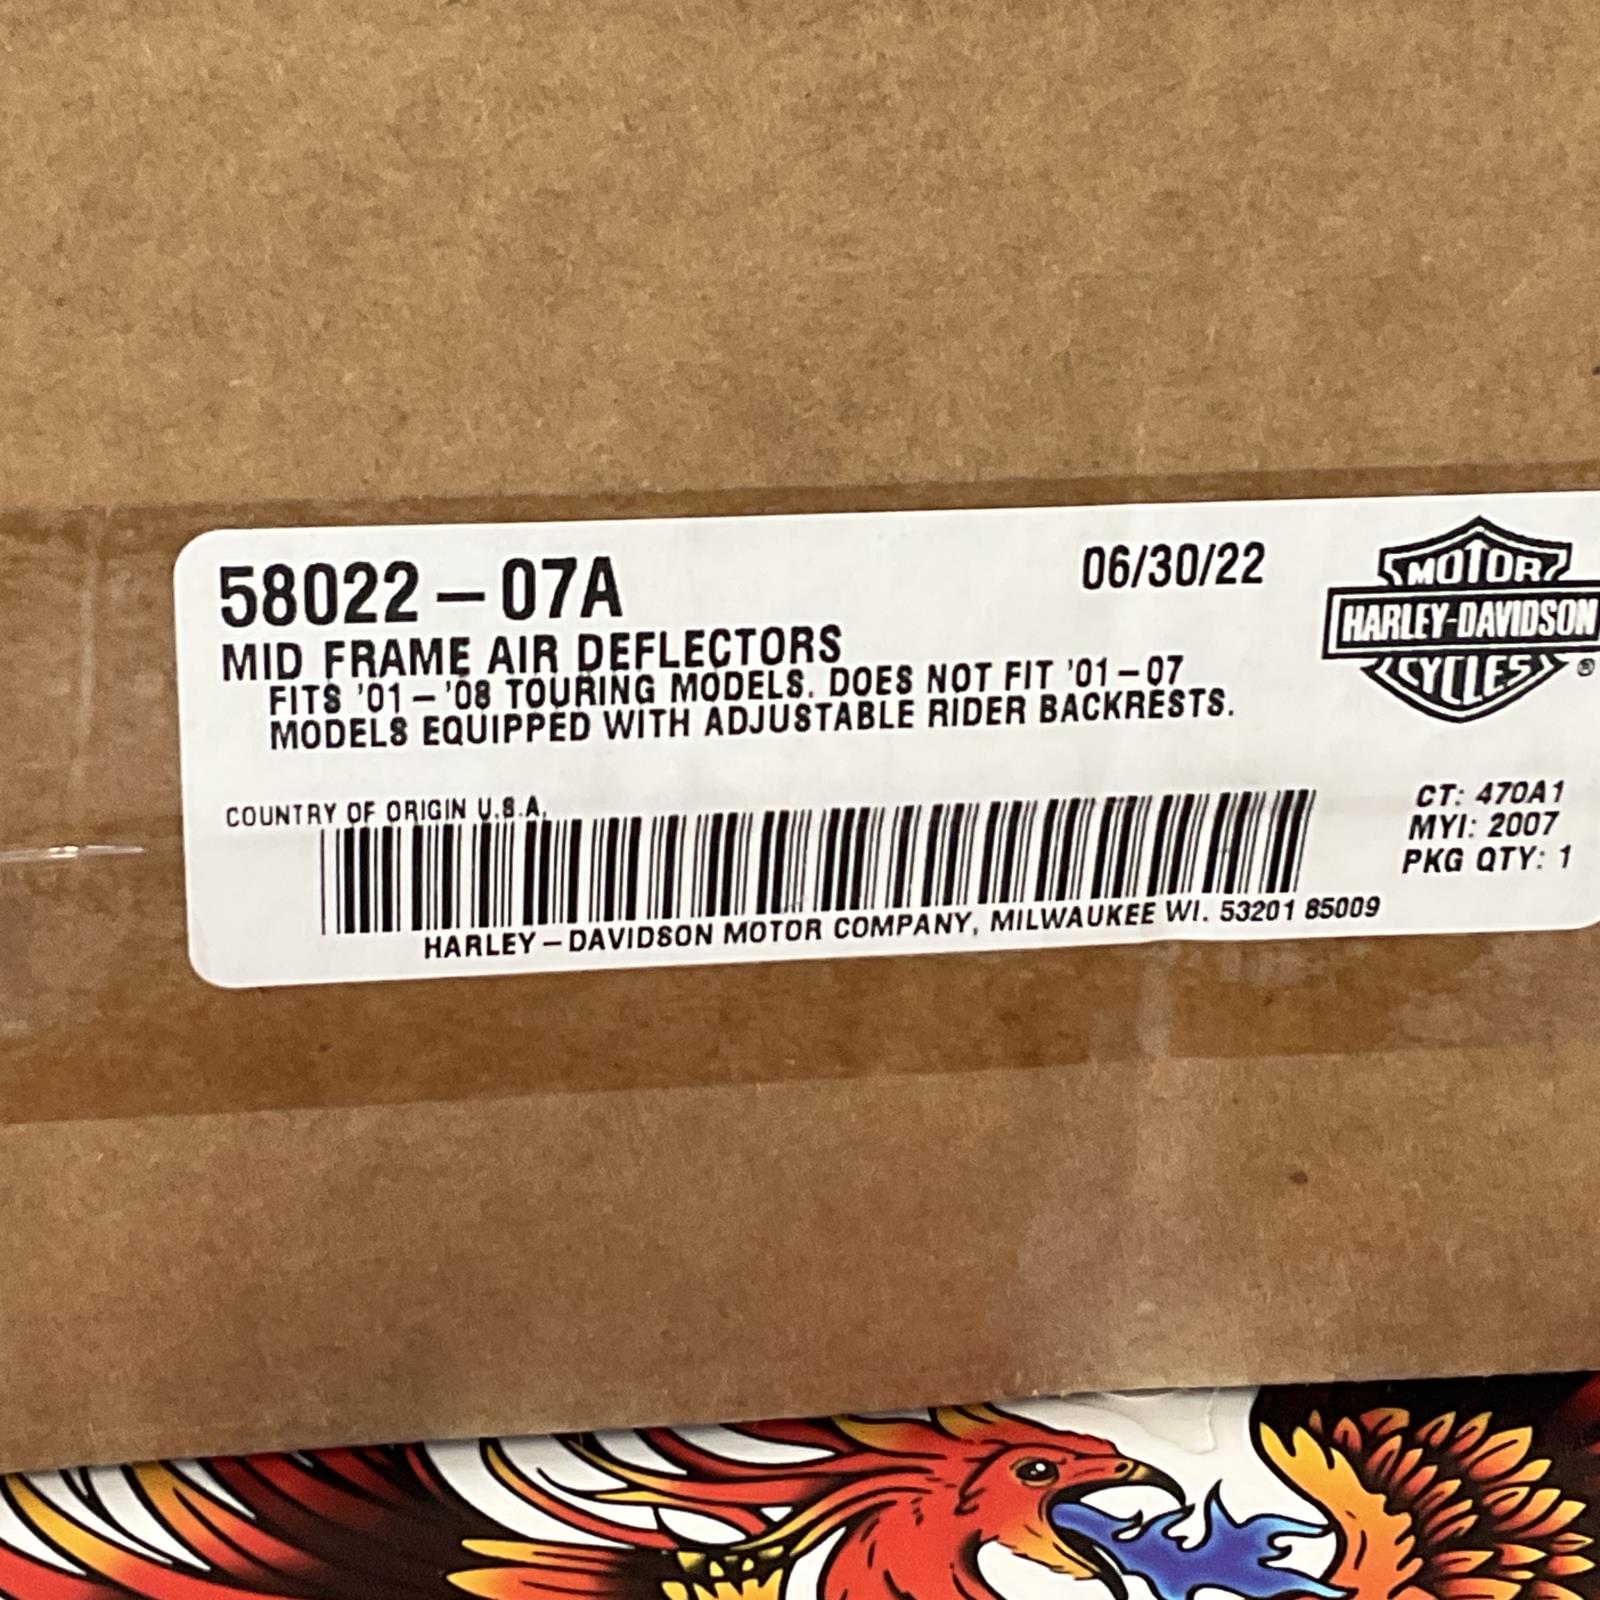 58022-07A
06/30/22
MID FRAME AIR DEFLECTORS
FITS '01-'08 TOURING MODELS. DOES NOT FIT '01-07
MODELS EQUIPPED WITH ADJUSTABLE RIDER BACKRESTS.
MOTOR
HARLEY-DAVIDSON
CYCLES
®
COUNTRY OF ORIGIN U.S.A.
CT: 470A1
MYI: 2007
PKG QTY: 1
HARLEY-DAVIDSON MOTOR COMPANY, MILWAUKEE WI. 53201 85009